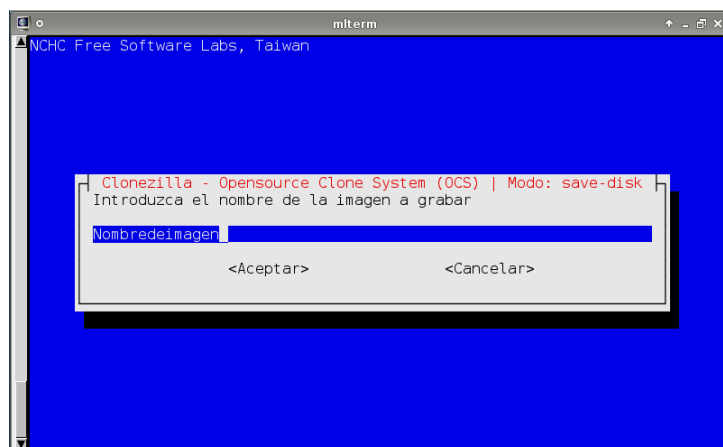 mlterm
NCHC Free Software Labs, Taiwan
Clonezilla - Opensource Clone System (OCS) | Modo: save-disk
Introduzca el nombre de la imagen a grabar
Nombredeimagen
<Aceptar> <Cancelar>